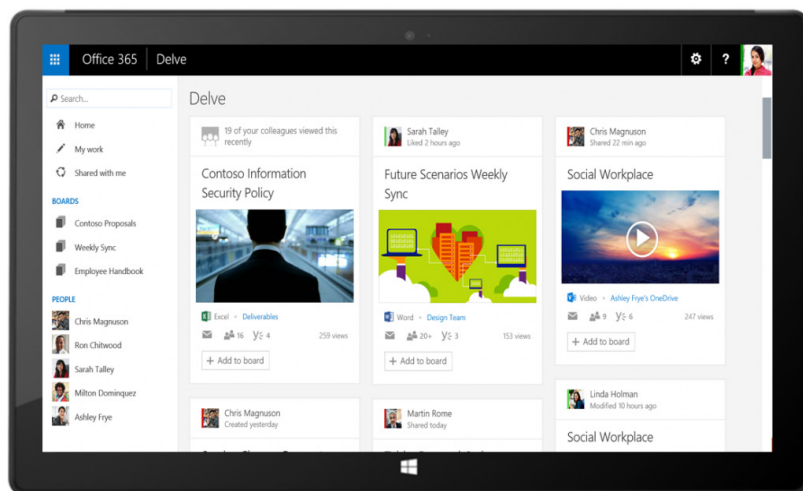 Office 365
Delve
Search...
Home
My work
Shared with me
BOARDS
Contoso Proposals
Weekly Sync
Employee Handbook
PEOPLE
Chris Magnuson
Ron Chitwood
Sarah Talley
Milton Dominquez
Ashley Frye
Delve
19 of your colleagues viewed this
recently
Contoso Information
Security Policy
Excel • Deliverables
16
4
259 views
+ Add to board
Chris Magnuson
Created yesterday
Sarah Talley
Liked 2 hours ago
Future Scenarios Weekly
Sync
Word • Design Team
20+
3
153 views
+ Add to board
Martin Rome
Shared today
Chris Magnuson
Shared 22 min ago
Social Workplace
Video • Ashley Frye's OneDrive
9
6
247 views
+ Add to board
Linda Holman
Modified 10 hours ago
Social Workplace